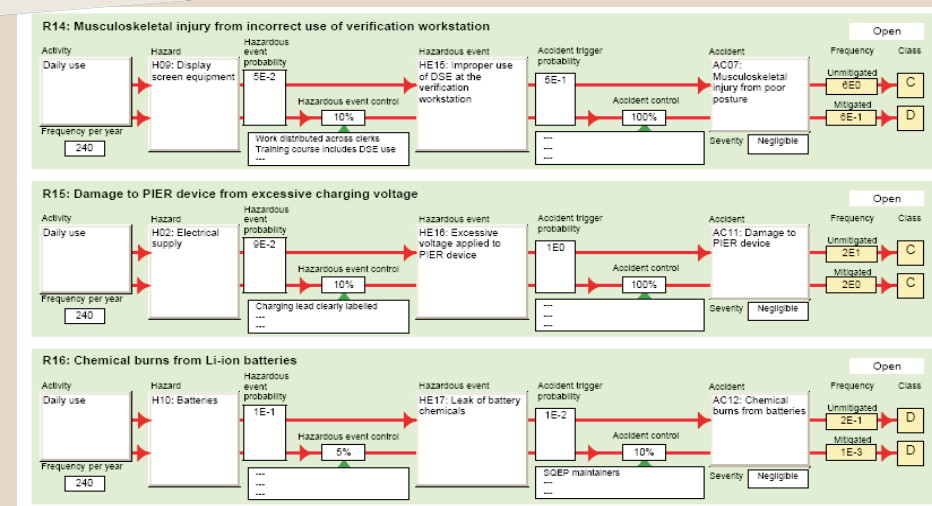 R14: Musculoskeletal injury from incorrect use of verification workstation
Open
Activity
Hazard
Hazardous
event
probability
Hazardous event
Accident trigger
probability
Accident
Frequency
Class
Daily use
H09: Display
screen equipment
5E-2
HE15: Improper use
of DSE at the
verification
workstation
5E-1
AC07:
Musculoskeletal
injury from poor
posture
Unmitigated
6E0
C
Hazardous event control
10%
Accident control
100%
Mitigated
6E-1
D
Frequency per year
240
Work distributed across clerks
Training course includes DSE use
---
---
---
---
Severity
Negligible
R15: Damage to PIER device from excessive charging voltage
Open
Activity
Hazard
Hazardous
event
probability
Hazardous event
Accident trigger
probability
Accident
Frequency
Class
Daily use
H02: Electrical
supply
9E-2
HE16: Excessive
voltage applied to
PIER device
1E0
AC11: Damage to
PIER device
Unmitigated
2E1
C
Hazardous event control
10%
Accident control
100%
Mitigated
2E0
C
Frequency per year
240
Charging lead clearly labelled
---
---
---
---
---
Severity
Negligible
R16: Chemical burns from Li-ion batteries
Open
Activity
Hazard
Hazardous
event
probability
Hazardous event
Accident trigger
probability
Accident
Frequency
Class
Daily use
H10: Batteries
1E-1
HE17: Leak of battery
chemicals
1E-2
AC12: Chemical
burns from batteries
Unmitigated
2E-1
D
Hazardous event control
5%
Accident control
10%
Mitigated
1E-3
D
Frequency per year
240
---
---
---
SQEP maintainers
---
---
Severity
Negligible